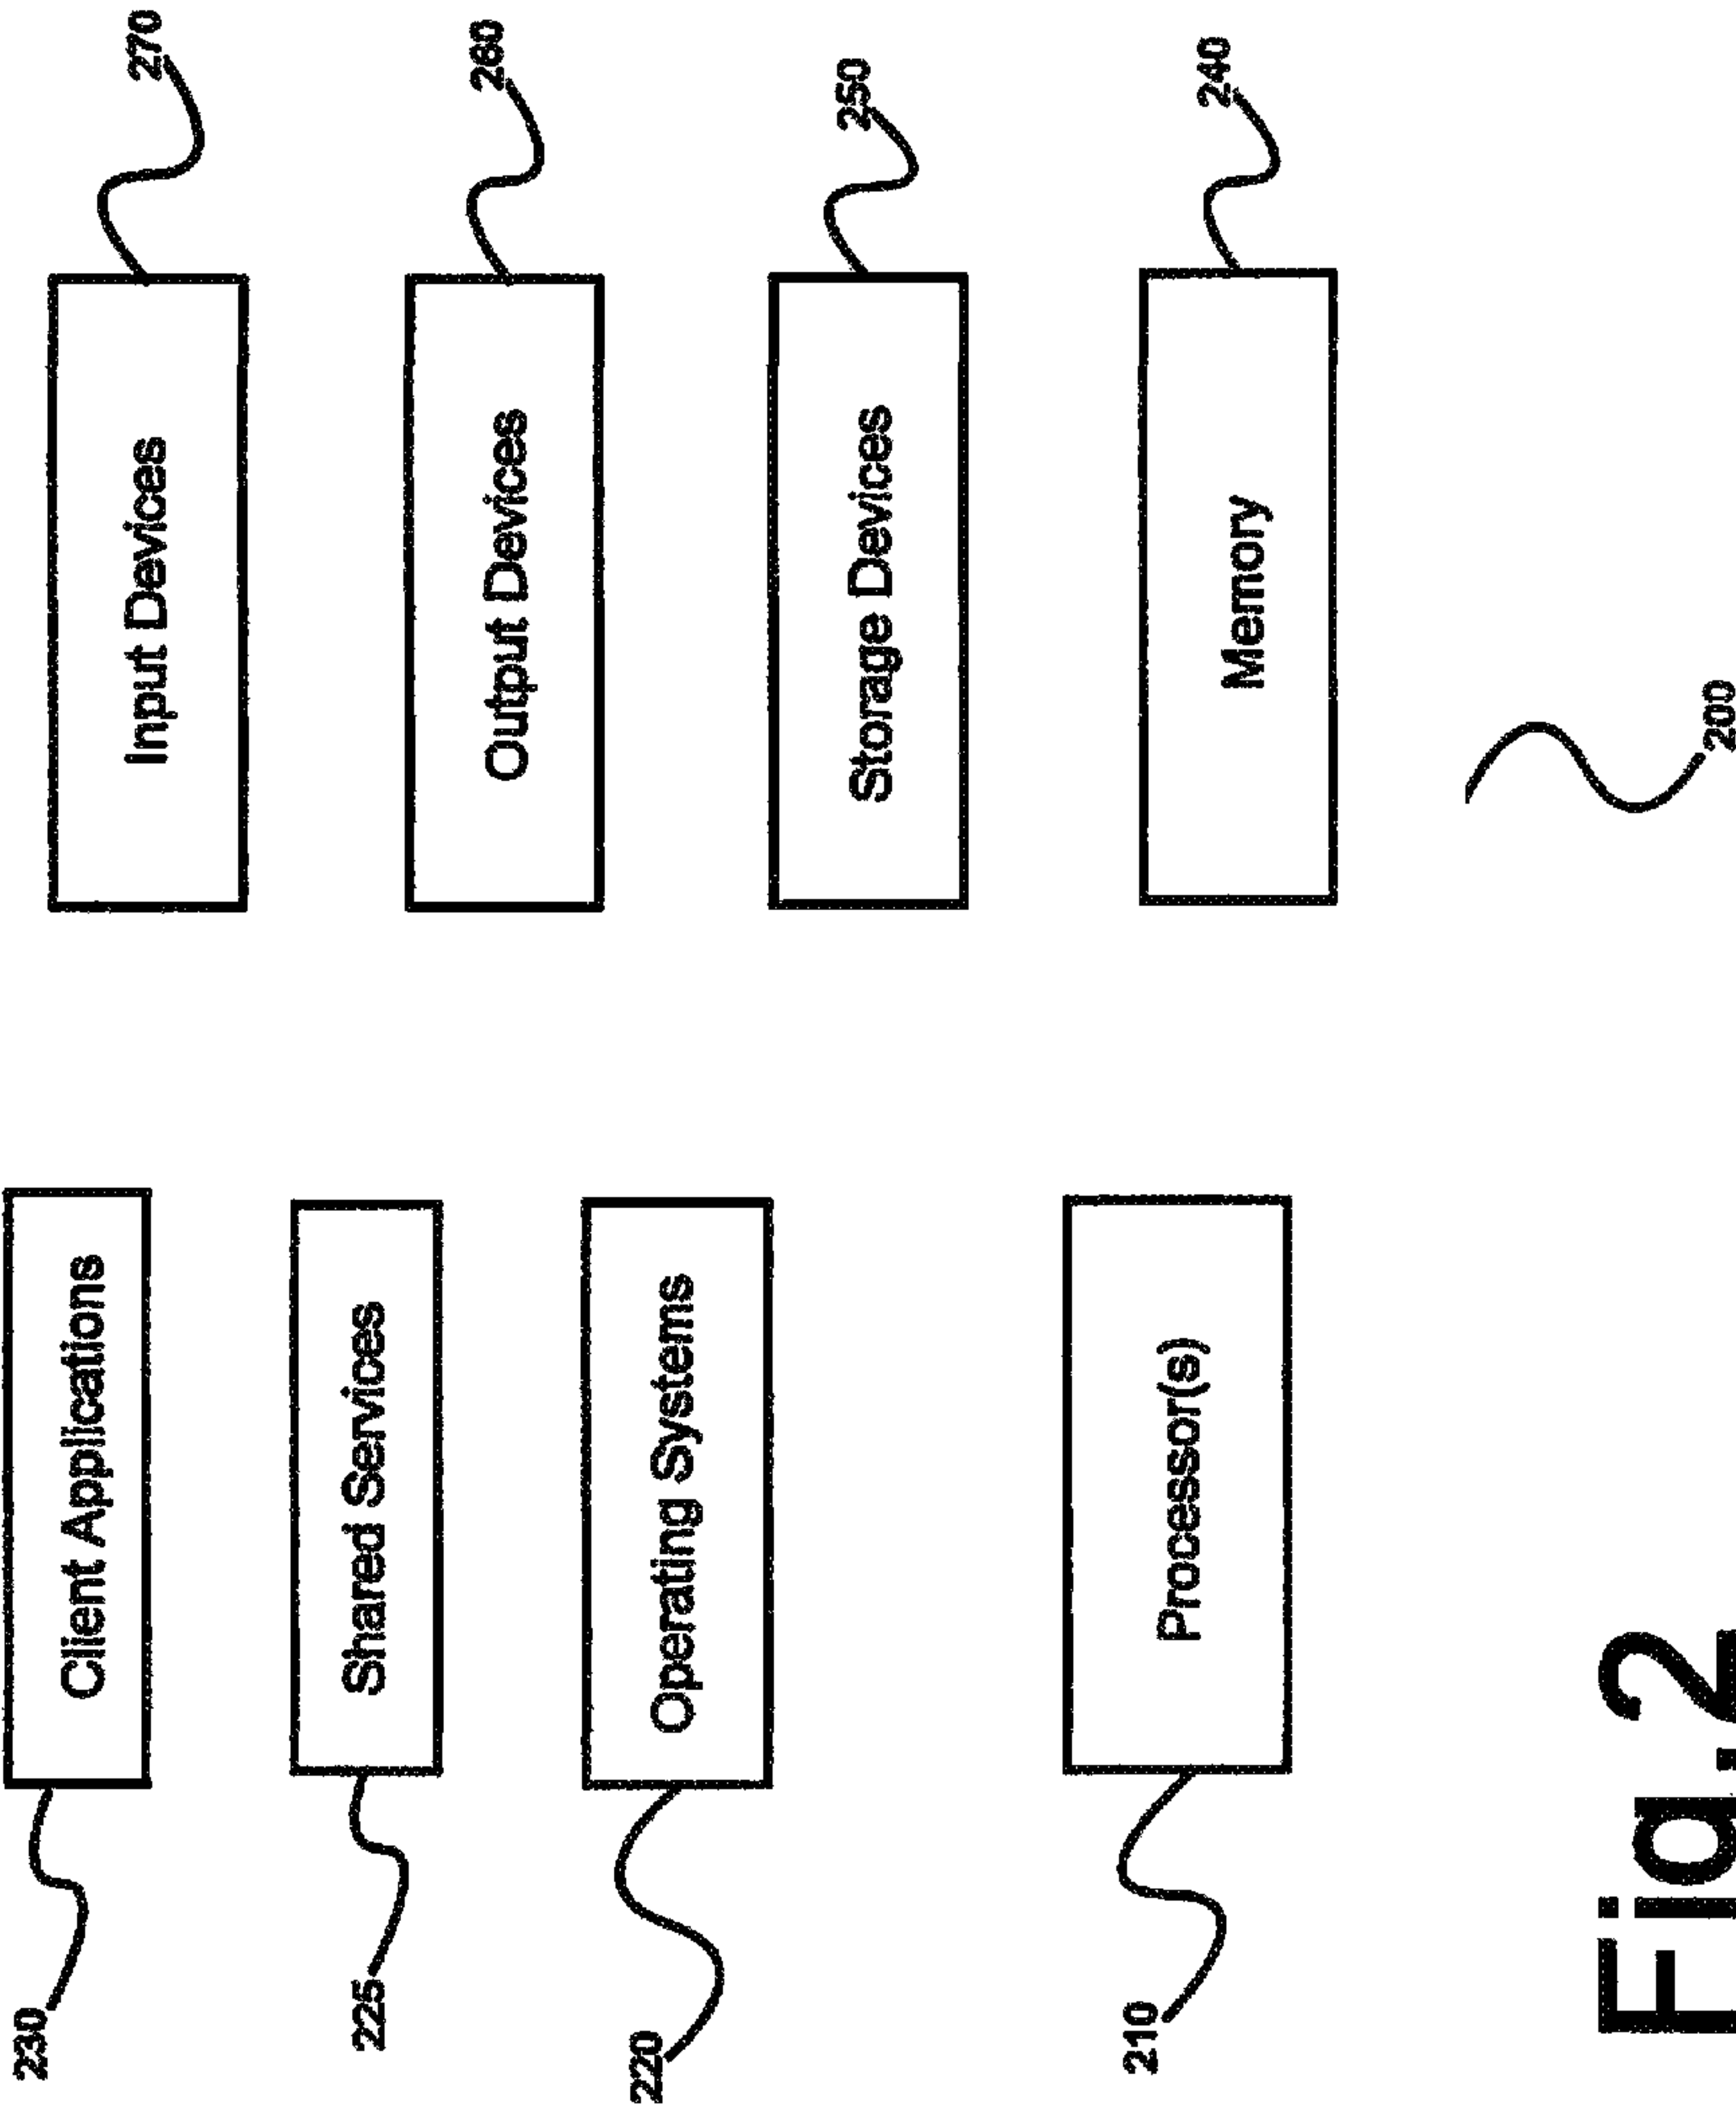 230
Client Applications
Input Devices
270
225
Shared Services
Output Devices
260
220
Operating Systems
Storage Devices
250
210
Processor(s)
Memory
240
200
Fig. 2